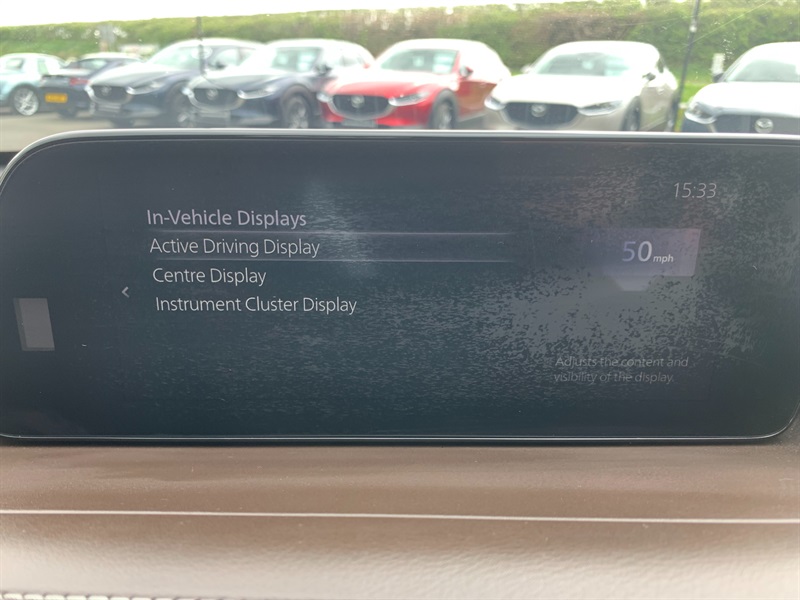 15:33
In-Vehicle Displays
Active Driving Display
50 mph
Centre Display
Instrument Cluster Display
Adjusts the content and
visibility of the display.